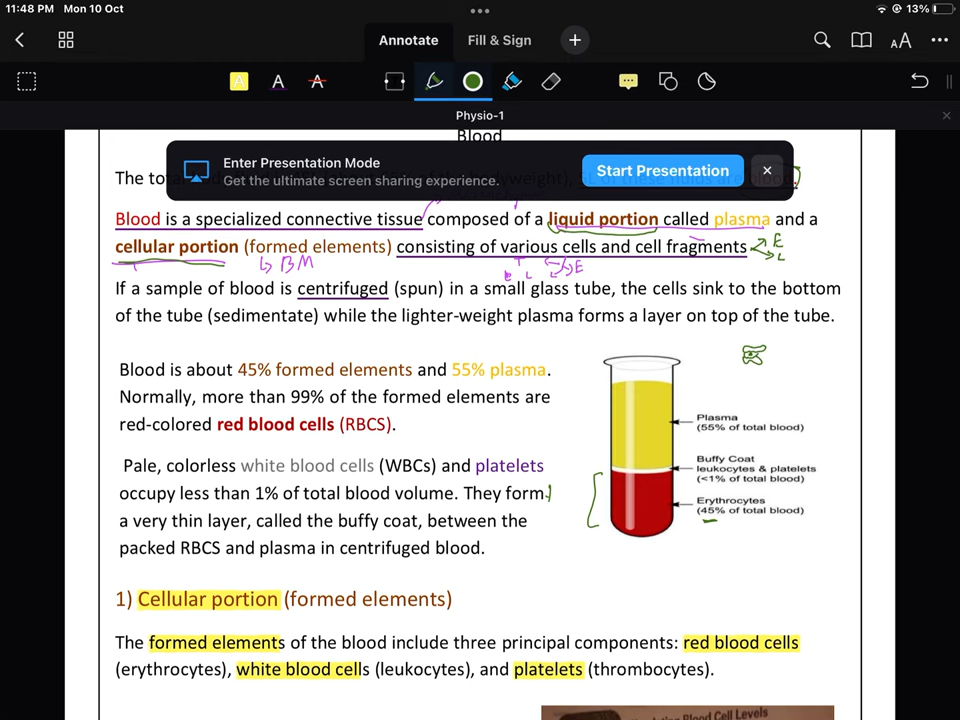 11:48 PM Mon 10 Oct
13%
Annotate Fill & Sign
AA
A A
Physio-1
Blood
Enter Presentation Mode
Get the ultimate screen sharing experience.
Start Presentation
The
Blood is a specialized connective tissue composed of a liquid portion called plasma and a
cellular portion (formed elements) consisting of various cells and cell fragments
E
L
BM
L
E
If a sample of blood is centrifuged (spun) in a small glass tube, the cells sink to the bottom
of the tube (sedimentate) while the lighter-weight plasma forms a layer on top of the tube.
Blood is about 45% formed elements and 55% plasma.
Normally, more than 99% of the formed elements are
red-colored red blood cells (RBCS).
Pale, colorless white blood cells (WBCs) and platelets
occupy less than 1% of total blood volume. They form
a very thin layer, called the buffy coat, between the
packed RBCS and plasma in centrifuged blood.
Plasma
(55% of total blood)
Buffy Coat
leukocytes & platelets
(<1% of total blood)
Erythrocytes
(45% of total blood)
1) Cellular portion (formed elements)
The formed elements of the blood include three principal components: red blood cells
(erythrocytes), white blood cells (leukocytes), and platelets (thrombocytes).
Blood Cell Levels